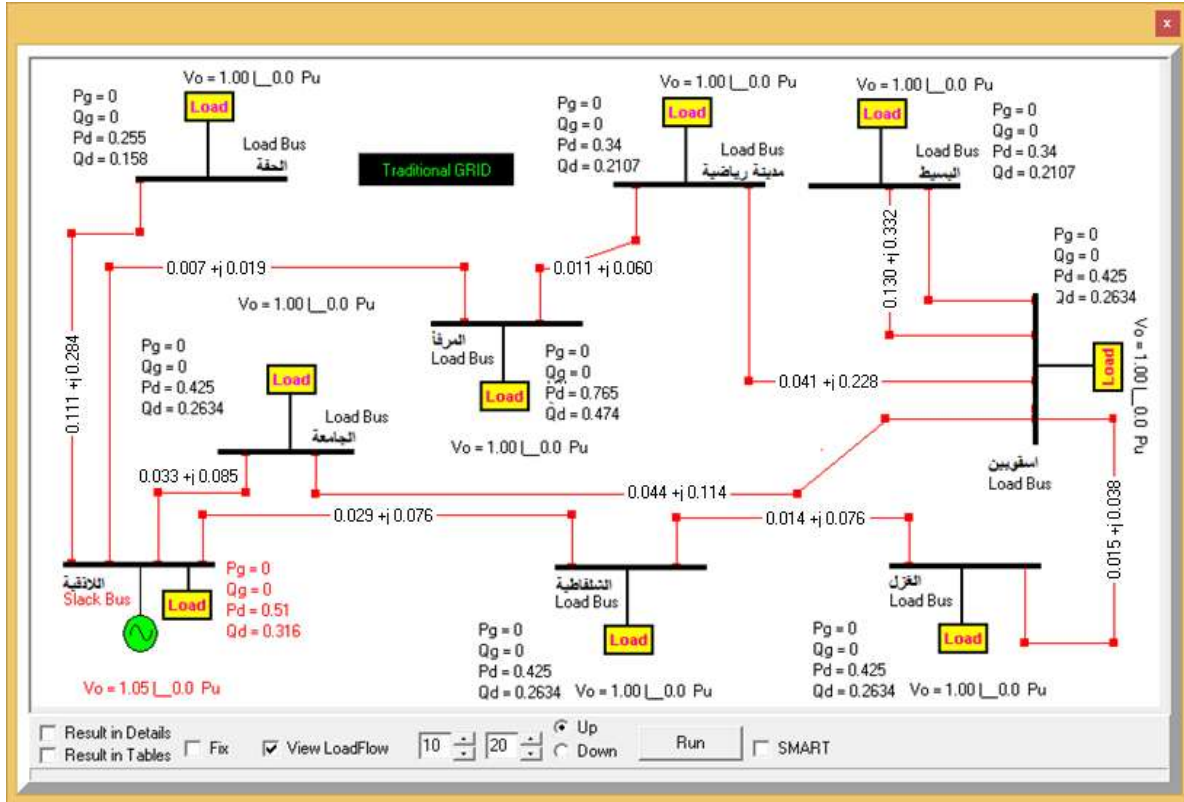 x
Vo = 1.00 |__0.0 Pu
Pg = 0
Qg = 0
Pd = 0.255
Qd = 0.158
Load
Load Bus
الحفة
Traditional GRID
Vo = 1.00 |__0.0 Pu
Pg = 0
Qg = 0
Pd = 0.34
Qd = 0.2107
Load
Load Bus
مدينة رياضية
Vo = 1.00 |__0.0 Pu
Load
Pg = 0
Qg = 0
Pd = 0.34
Qd = 0.2107
Load Bus
البسيط
0.007 +j 0.019
0.011 +j 0.060
0.130 +j 0.332
0.111 +j 0.284
Pg = 0
Qg = 0
Pd = 0.425
Qd = 0.2634
Vo = 1.00 |__0.0 Pu
Load
اسقوبين
Load Bus
Vo = 1.00 |__0.0 Pu
المرفأ
Load Bus
Load
Pg = 0
Qg = 0
Pd = 0.765
Qd = 0.474
Vo = 1.00 |__0.0 Pu
0.041 +j 0.228
Pg = 0
Qg = 0
Pd = 0.425
Qd = 0.2634
Load
Load Bus
الجامعة
0.033 +j 0.085
0.044 +j 0.114
0.029 +j 0.076
0.014 +j 0.076
0.015 +j 0.038
اللاذقية
Slack Bus
Load
Pg = 0
Qg = 0
Pd = 0.51
Qd = 0.316
Vo = 1.05 |__0.0 Pu
الشلفاطية
Load Bus
Load
Pg = 0
Qg = 0
Pd = 0.425
Qd = 0.2634
Vo = 1.00 |__0.0 Pu
الغزل
Load Bus
Load
Pg = 0
Qg = 0
Pd = 0.425
Qd = 0.2634
Vo = 1.00 |__0.0 Pu
Result in Details
Result in Tables
Fix
View LoadFlow
10
20
Up
Down
Run
SMART